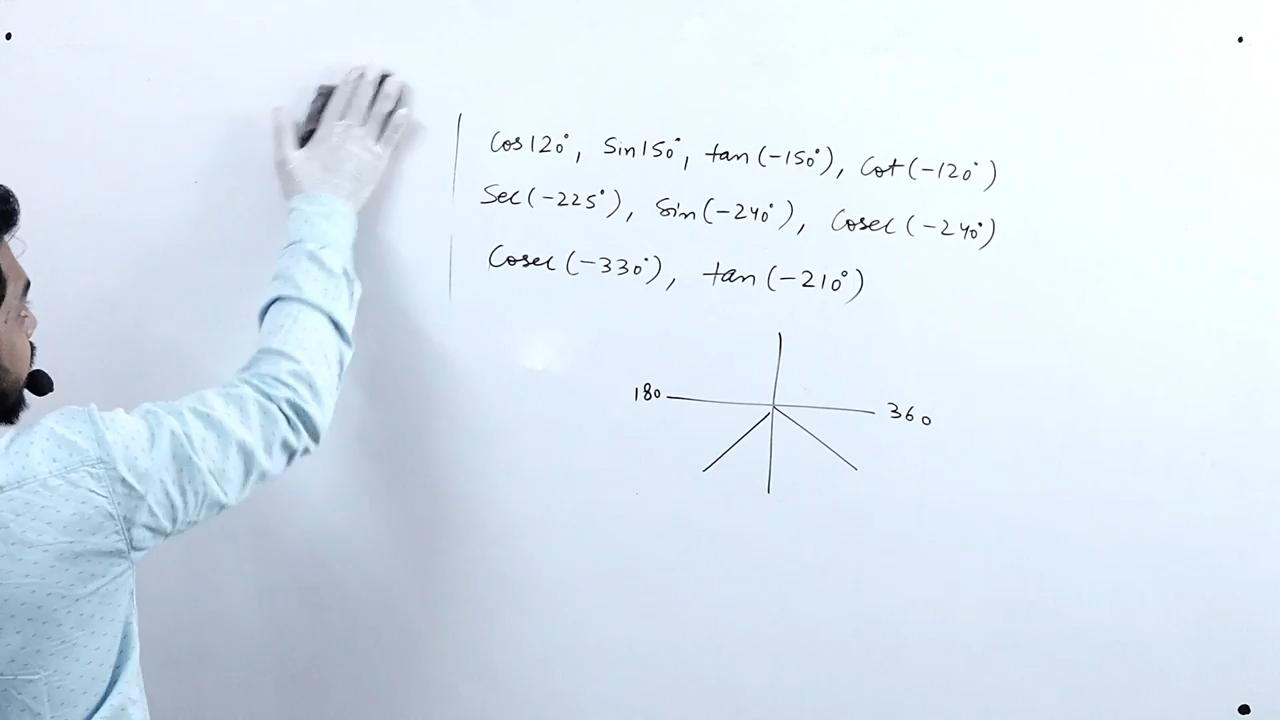 Cos120°, Sin150°, tan(-150°), Cot(-120°)
Sec(-225°), Sin(-240°), Cosec(-240°)
Cosec(-330°), tan(-210°)
180 360